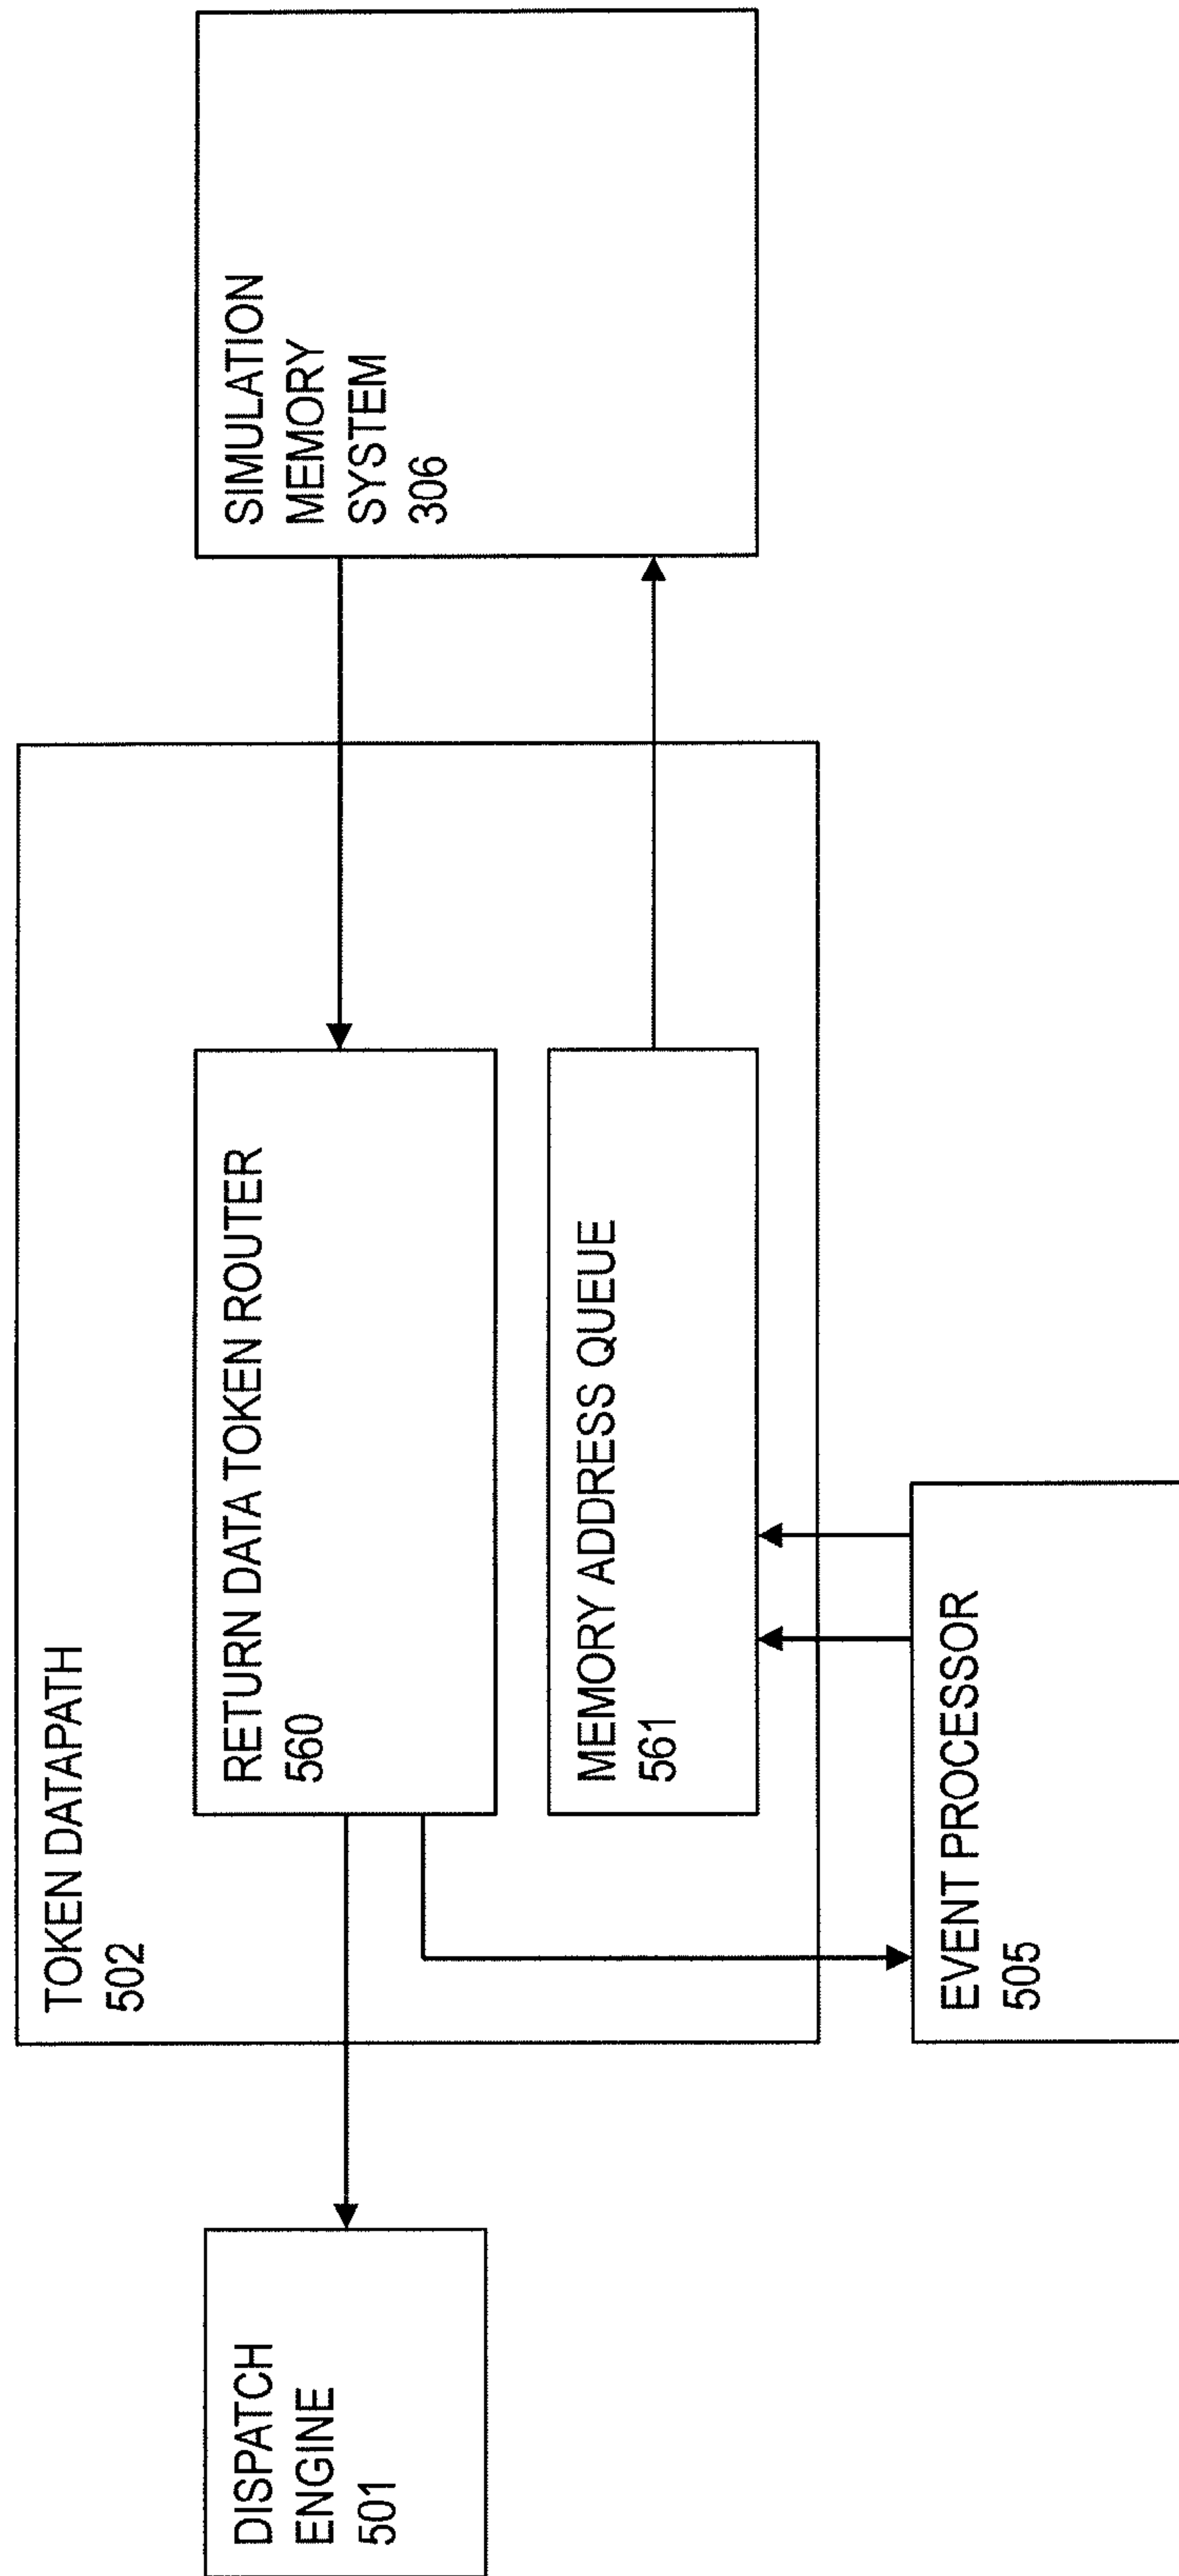 TOKEN DATAPATH
502
DISPATCH
ENGINE
501
RETURN DATA TOKEN ROUTER
560
SIMULATION
MEMORY
SYSTEM
306
MEMORY ADDRESS QUEUE
561
EVENT PROCESSOR
505